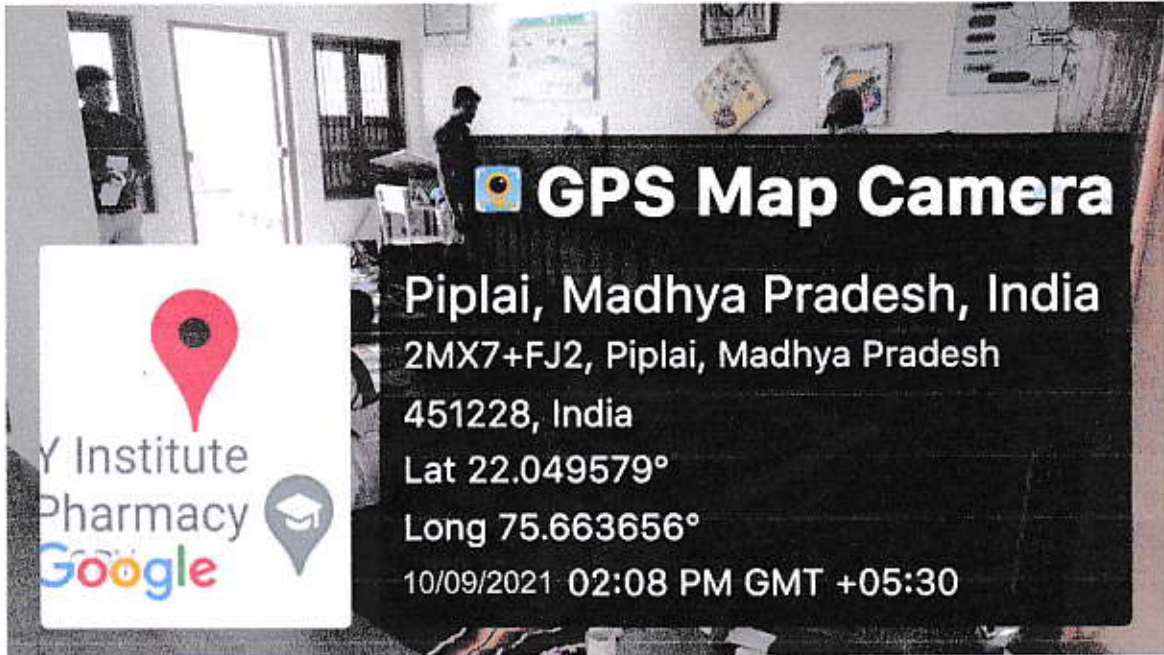 GPS Map Camera
Piplai, Madhya Pradesh, India
2MX7+FJ2, Piplai, Madhya Pradesh
451228, India
Lat 22.049579°
Long 75.663656°
10/09/2021 02:08 PM GMT +05:30
Y Institute
Pharmacy
Google